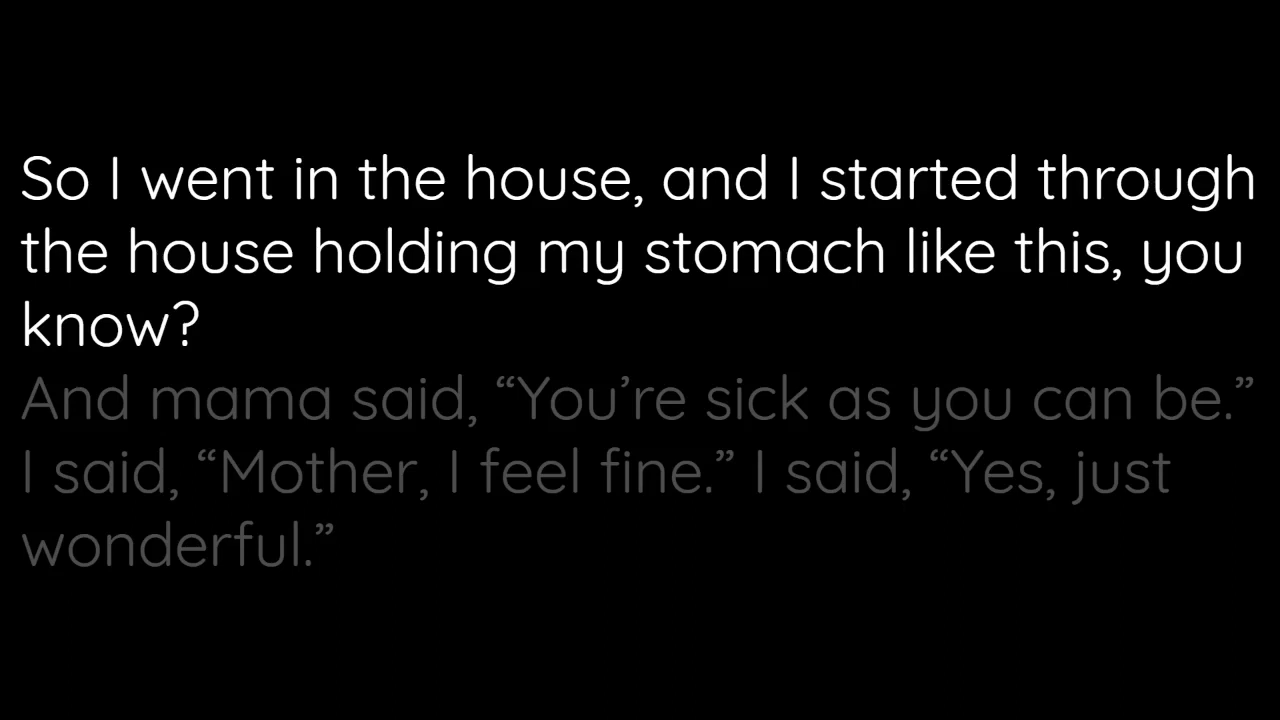 So I went in the house, and I started through
the house holding my stomach like this, you
know?
And mama said, “You’re sick as you can be.”
I said, “Mother, I feel fine.” I said, “Yes, just
wonderful.”